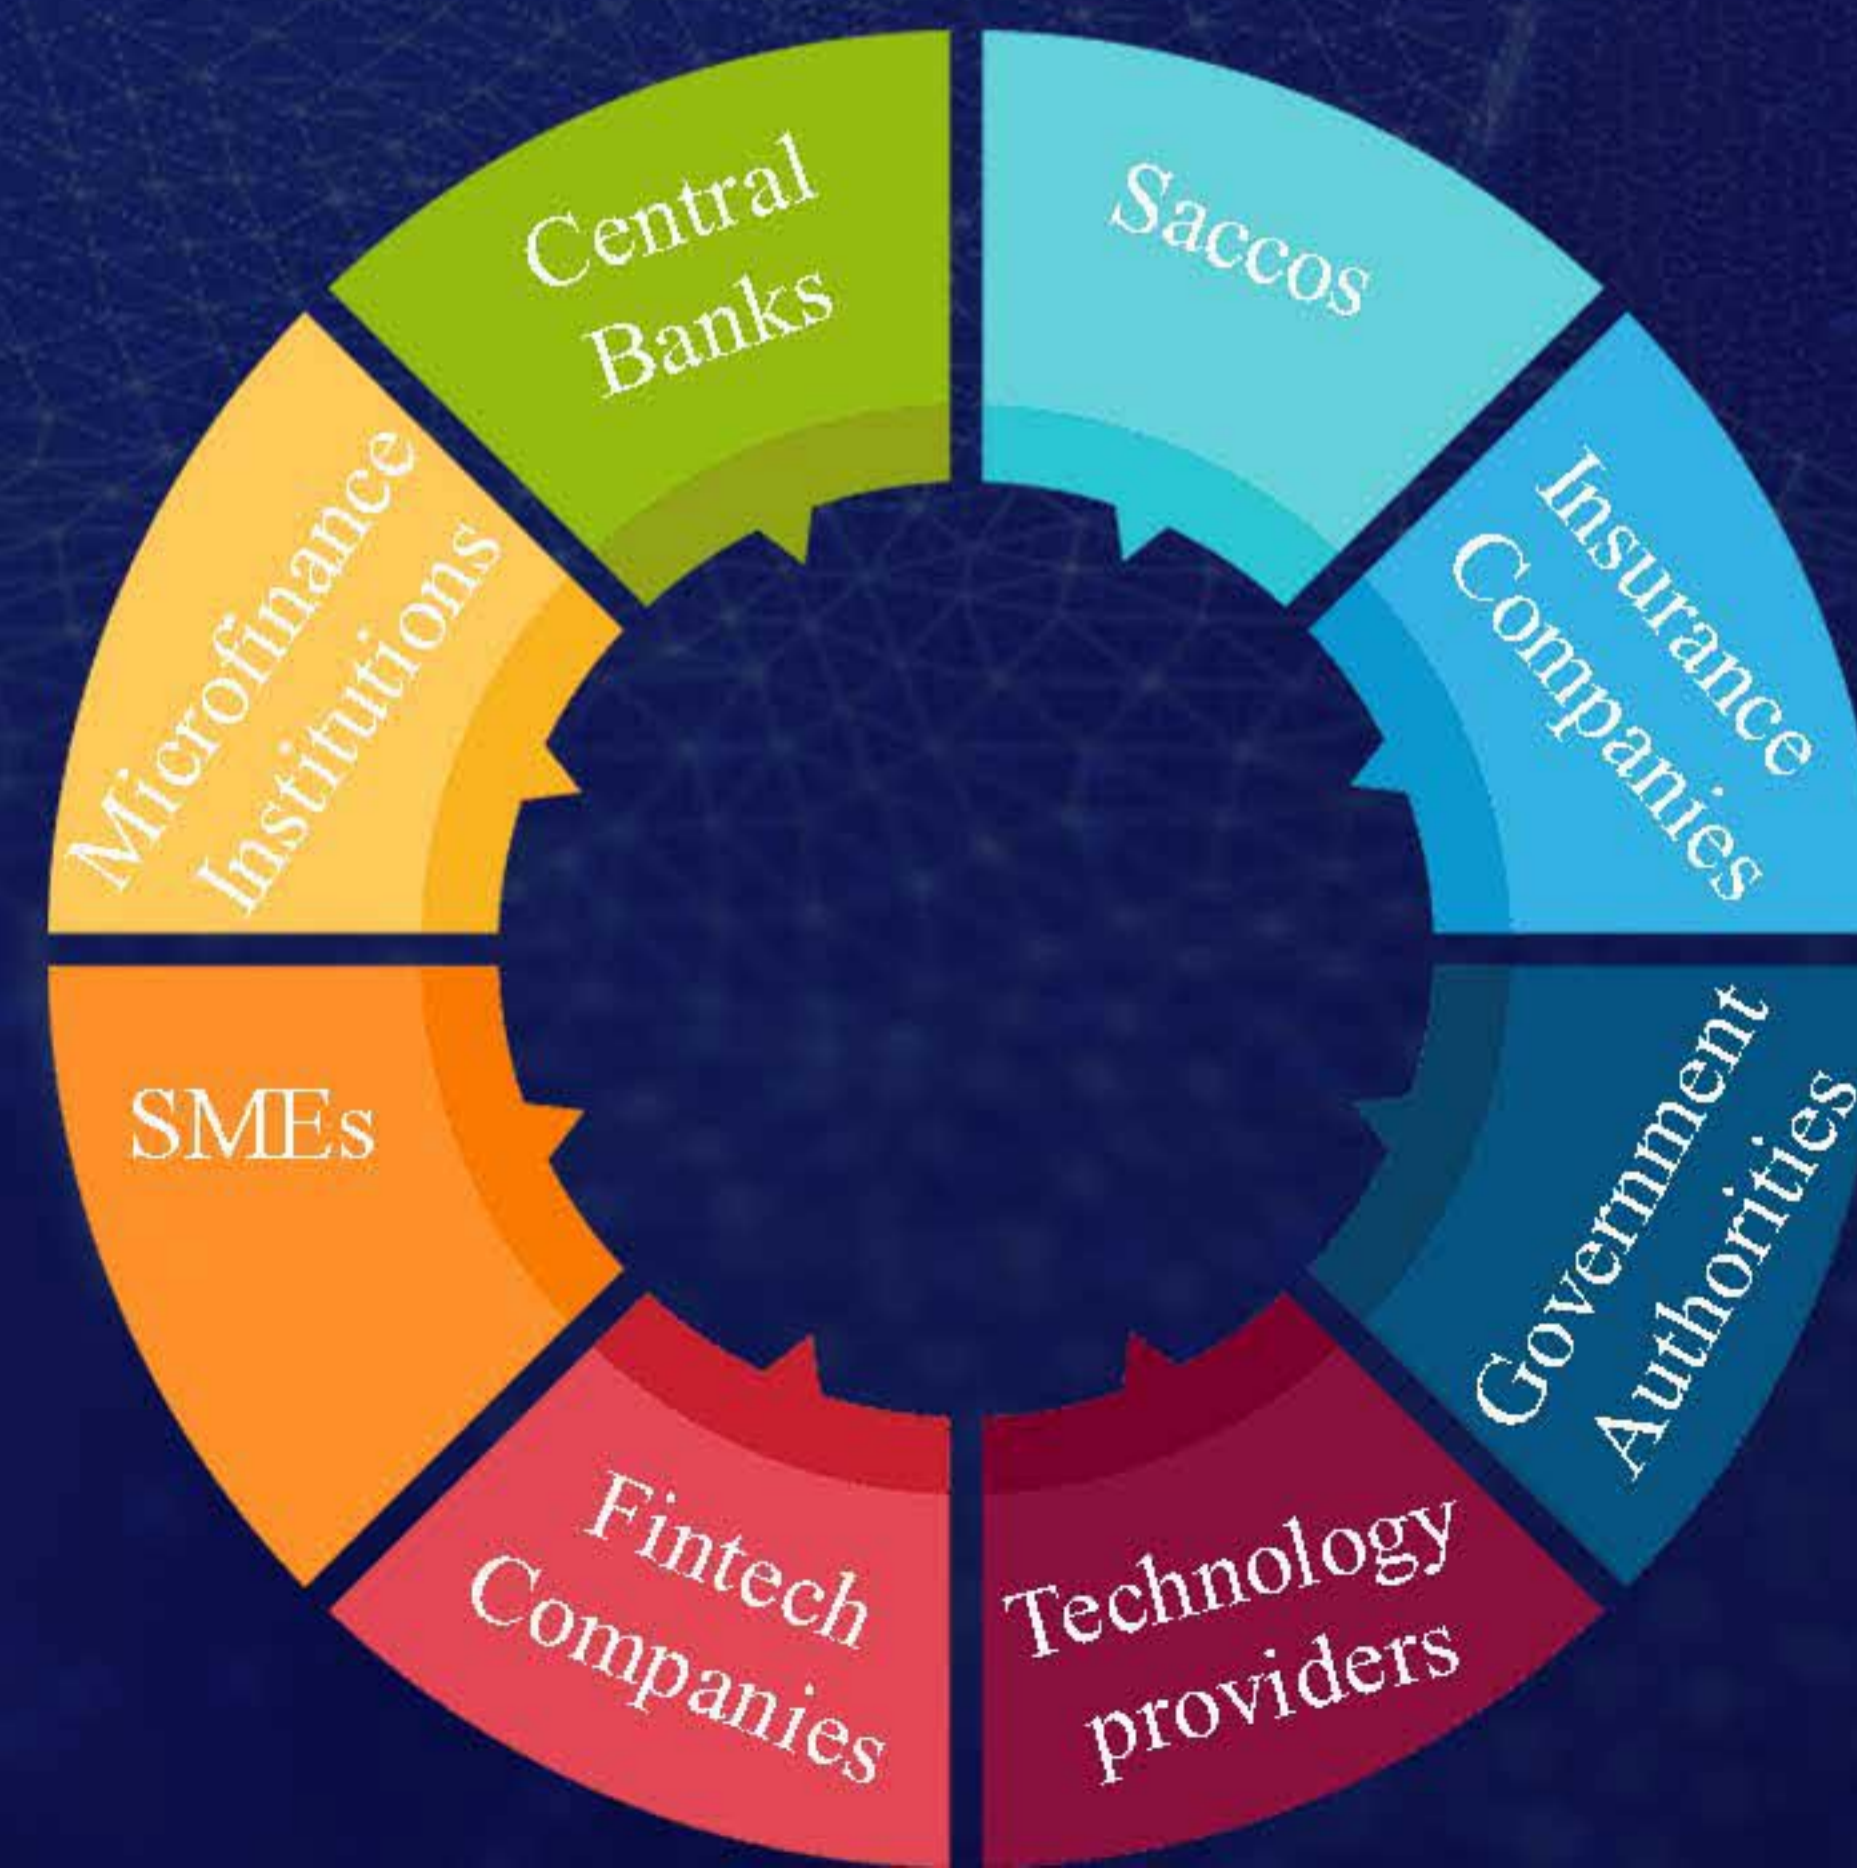 Central
Banks
Saccos
Insurance
Companies
Government
Authorities
Technology
providers
Fintech
Companies
SMEs
Microfinance
Institutions